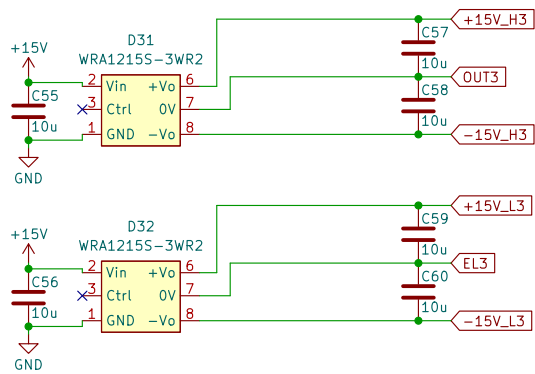 +15V_H3
D31
C57
WRA1215S-3WR2
+15V
10u
2 Vin +Vo 6
OUT3
C55
3 Ctrl 0V 7
C58
10u
1 GND -Vo 8
10u
-15V_H3
GND
+15V_L3
D32
C59
WRA1215S-3WR2
+15V
10u
2 Vin +Vo 6
EL3
C56
3 Ctrl 0V 7
C60
10u
1 GND -Vo 8
10u
-15V_L3
GND